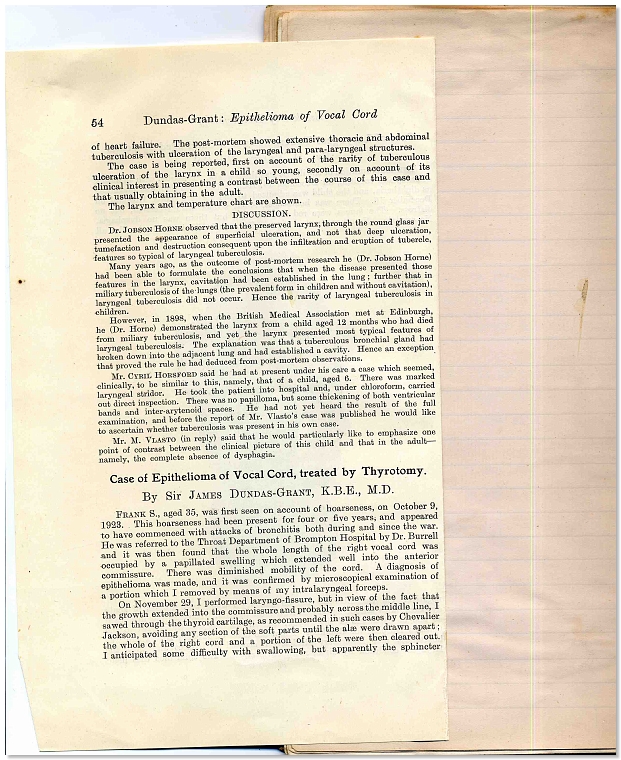 54 Dundas-Grant: Epithelioma of Vocal Cord
of heart failure. The post-mortem showed extensive thoracic and abdominal
tuberculosis with ulceration of the laryngeal and para-laryngeal structures.
The case is being reported, first on account of the rarity of tuberculous
ulceration of the larynx in a child so young, secondly on account of its
clinical interest in presenting a contrast between the course of this case and
that usually obtaining in the adult.
The larynx and temperature chart are shown.
DISCUSSION.
Dr. JOBSON HORNE observed that the preserved larynx, through the round glass jar
presented the appearance of superficial ulceration, and not that deep ulceration,
tumefaction and destruction consequent upon the infiltration and eruption of tubercle,
features so typical of laryngeal tuberculosis.
Many years ago, as the outcome of post-mortem research he (Dr. Jobson Horne)
had been able to formulate the conclusions that when the disease presented those
features in the larynx, cavitation had been established in the lung; further that in
miliary tuberculosis of the lungs (the prevalent form in children and without cavitation),
laryngeal tuberculosis did not occur. Hence the rarity of laryngeal tuberculosis in
children.
However, in 1898, when the British Medical Association met at Edinburgh,
he (Dr. Horne) demonstrated the larynx from a child aged 12 months who had died
from miliary tuberculosis, and yet the larynx presented most typical features of
laryngeal tuberculosis. The explanation was that a tuberculous bronchial gland had
broken down into the adjacent lung and had established a cavity. Hence an exception
that proved the rule he had deduced from post-mortem observations.
Mr. CYRIL HORSFORD said he had at present under his care a case which seemed,
clinically, to be similar to this, namely, that of a child, aged 6. There was marked
laryngeal stridor. He took the patient into hospital and, under chloroform, carried
out direct inspection. There was no papilloma, but some thickening of both ventricular
bands and inter-arytenoid spaces. He had not yet heard the result of the full
examination, and before the report of Mr. Vlasto's case was published he would like
to ascertain whether tuberculosis was present in his own case.
Mr. M. VLASTO (in reply) said that he would particularly like to emphasize one
point of contrast between the clinical picture of this child and that in the adult—
namely, the complete absence of dysphagia.
Case of Epithelioma of Vocal Cord, treated by Thyrotomy.
By Sir JAMES DUNDAS-GRANT, K.B.E., M.D.
FRANK S., aged 35, was first seen on account of hoarseness, on October 9,
1923. This hoarseness had been present for four or five years, and appeared
to have commenced with attacks of bronchitis both during and since the war.
He was referred to the Throat Department of Brompton Hospital by Dr. Burrell
and it was then found that the whole length of the right vocal cord was
occupied by a papillated swelling which extended well into the anterior
commissure. There was diminished mobility of the cord. A diagnosis of
epithelioma was made, and it was confirmed by microscopical examination of
a portion which I removed by means of my intralaryngeal forceps.
On November 29, I performed laryngo-fissure, but in view of the fact that
the growth extended into the commissure and probably across the middle line, I
sawed through the thyroid cartilage, as recommended in such cases by Chevalier
Jackson, avoiding any section of the soft parts until the alæ were drawn apart;
the whole of the right cord and a portion of the left were then cleared out.
I anticipated some difficulty with swallowing, but apparently the sphincter